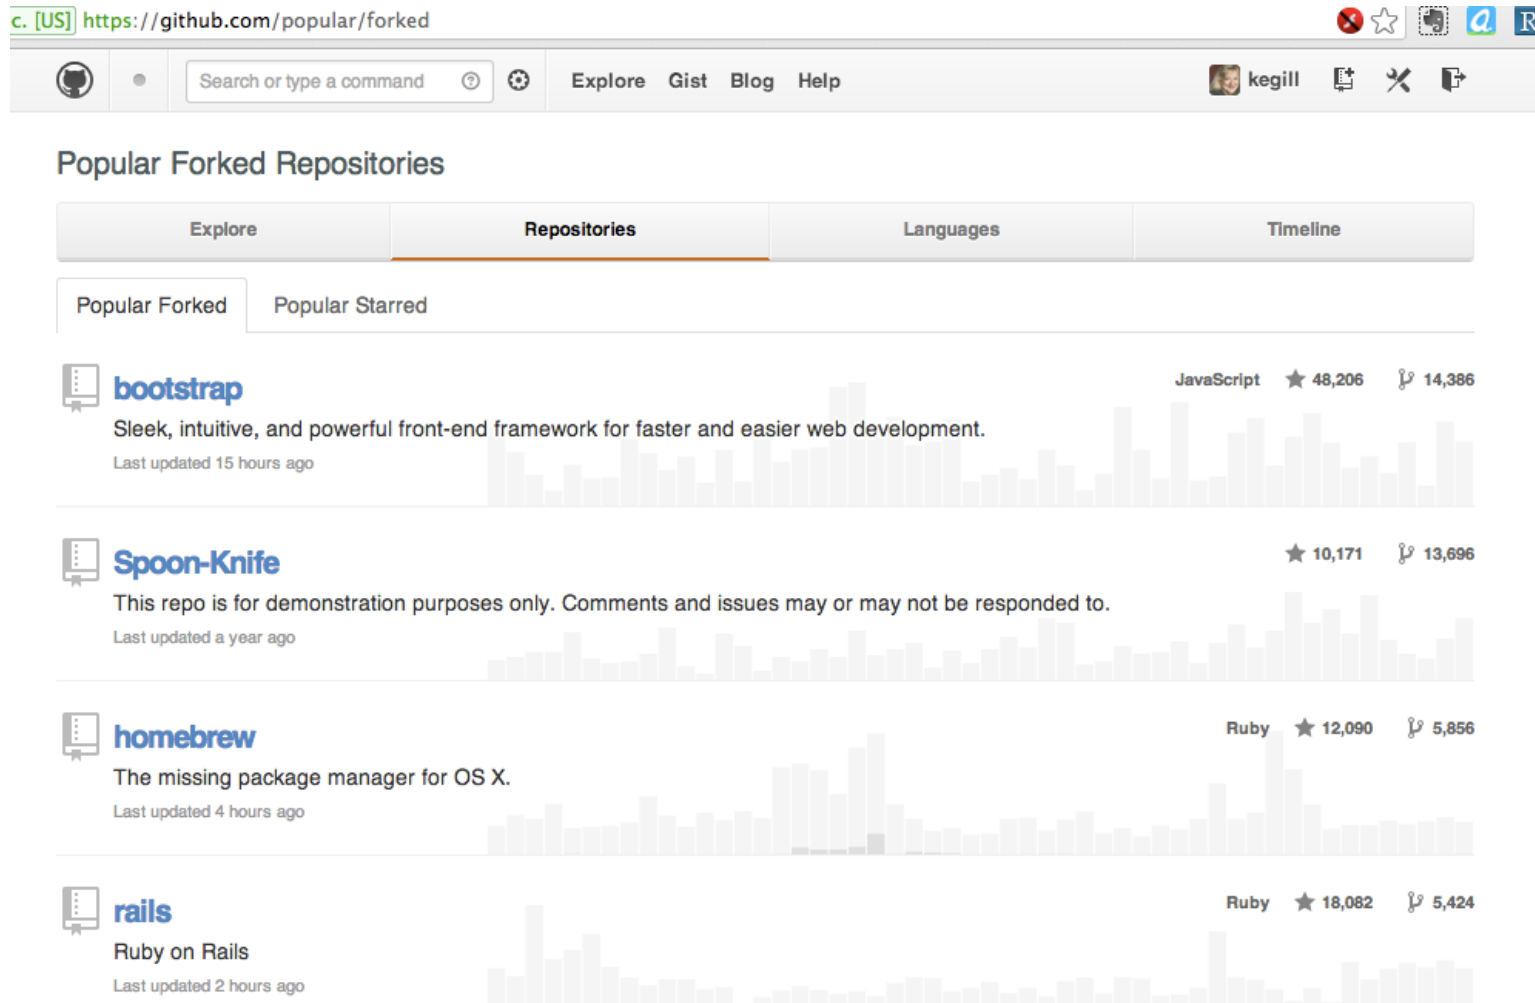 c. [US] https://github.com/popular/forked
Search or type a command
Explore Gist Blog Help
kegill
Popular Forked Repositories
Explore Repositories Languages Timeline
Popular Forked Popular Starred
bootstrap
JavaScript 48,206 14,386
Sleek, intuitive, and powerful front-end framework for faster and easier web development.
Last updated 15 hours ago
Spoon-Knife
10,171 13,696
This repo is for demonstration purposes only. Comments and issues may or may not be responded to.
Last updated a year ago
homebrew
Ruby 12,090 5,856
The missing package manager for OS X.
Last updated 4 hours ago
rails
Ruby 18,082 5,424
Ruby on Rails
Last updated 2 hours ago